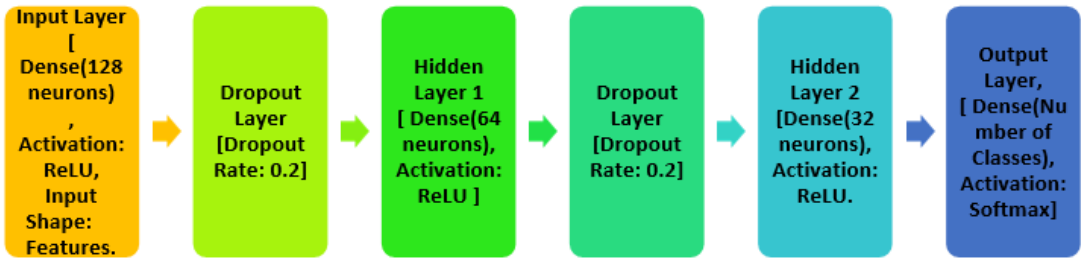 Input Layer
[
Dense(128
neurons)
,
Activation:
ReLU,
Input
Shape:
Features.
Dropout
Layer
[Dropout
Rate: 0.2]
Hidden
Layer 1
[ Dense(64
neurons),
Activation:
ReLU ]
Dropout
Layer
[Dropout
Rate: 0.2]
Hidden
Layer 2
[Dense(32
neurons),
Activation:
ReLU.
Output
Layer,
[ Dense(Nu
mber of
Classes),
Activation:
Softmax]